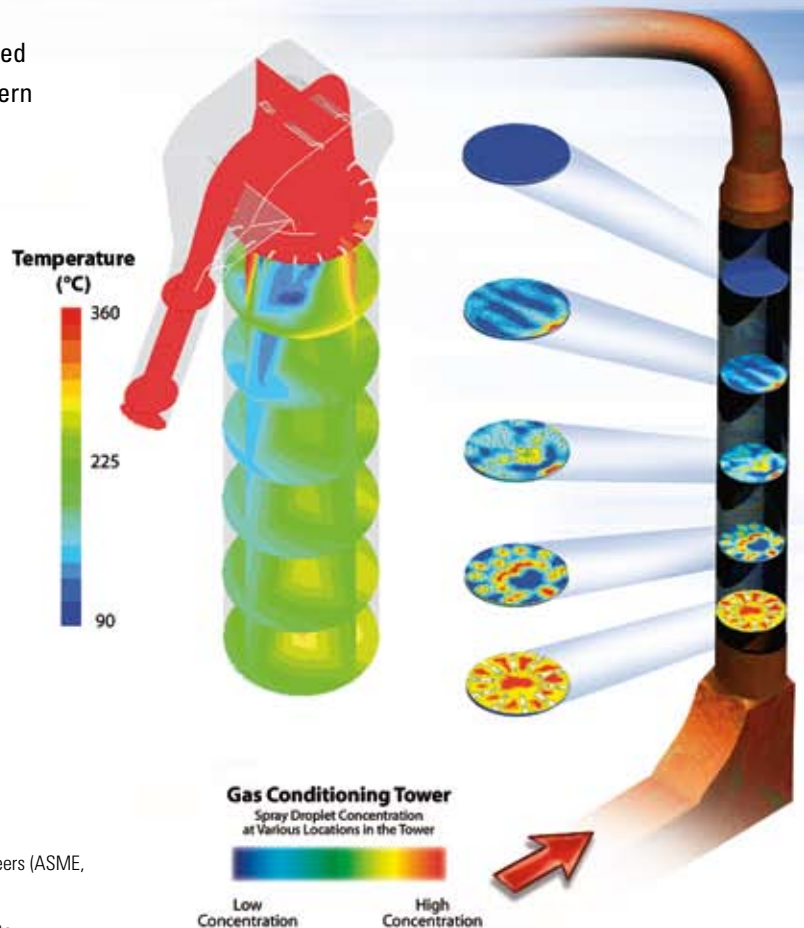 ed
ern
Temperature
(°C)
360
225
90
Gas Conditioning Tower
Spray Droplet Concentration
at Various Locations in the Tower
Low
Concentration
High
Concentration
eers (ASME,